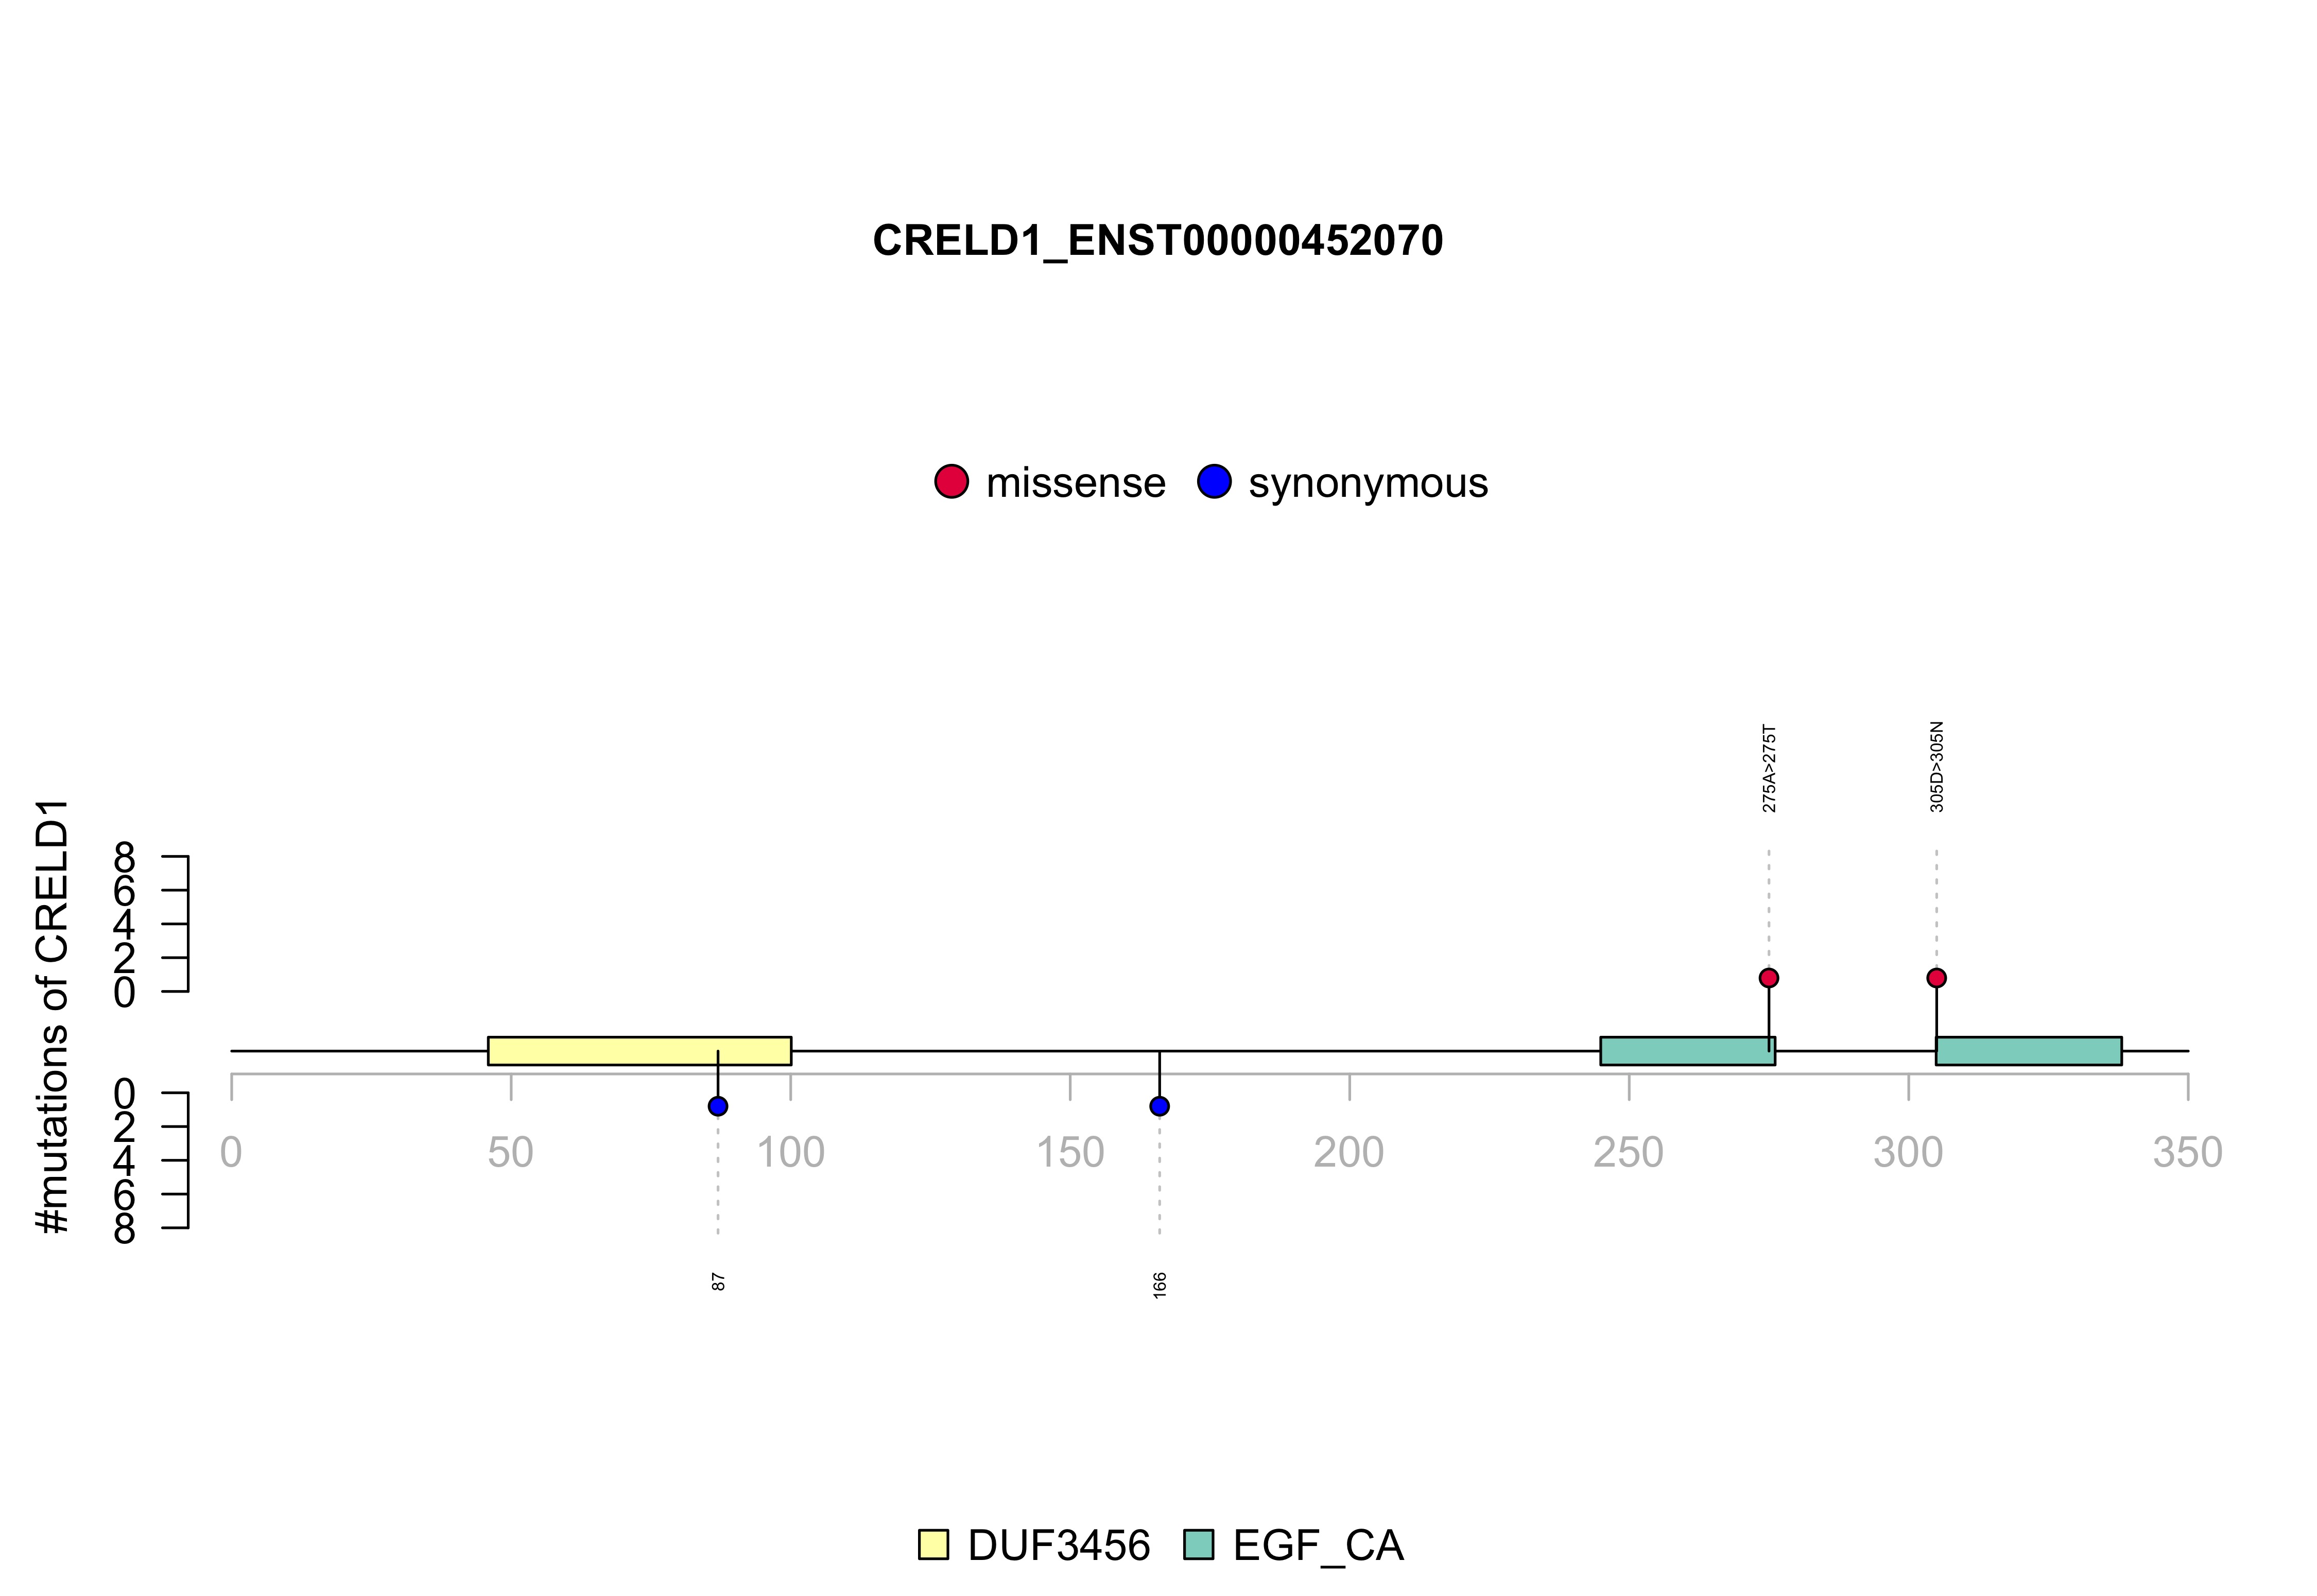 CRELD1_ENST00000452070
missense synonymous
275A>275T
305D>305N
#mutations of CRELD1
8
6
4
2
0
0
2
4
6
8
0 50 100 150 200 250 300 350
87
166
DUF3456 EGF_CA